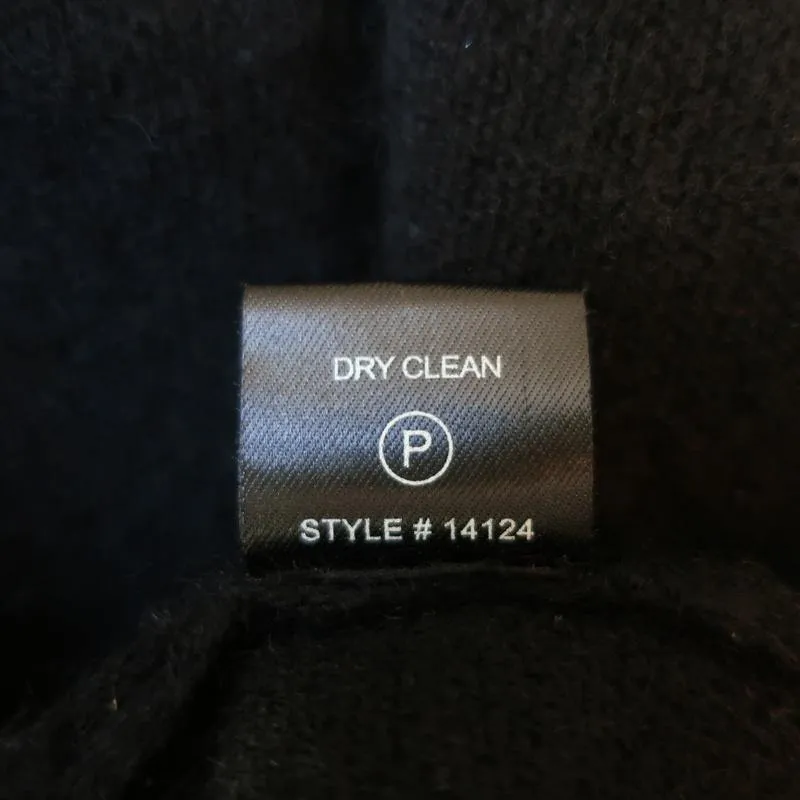 DRY CLEAN
P
STYLE # 14124